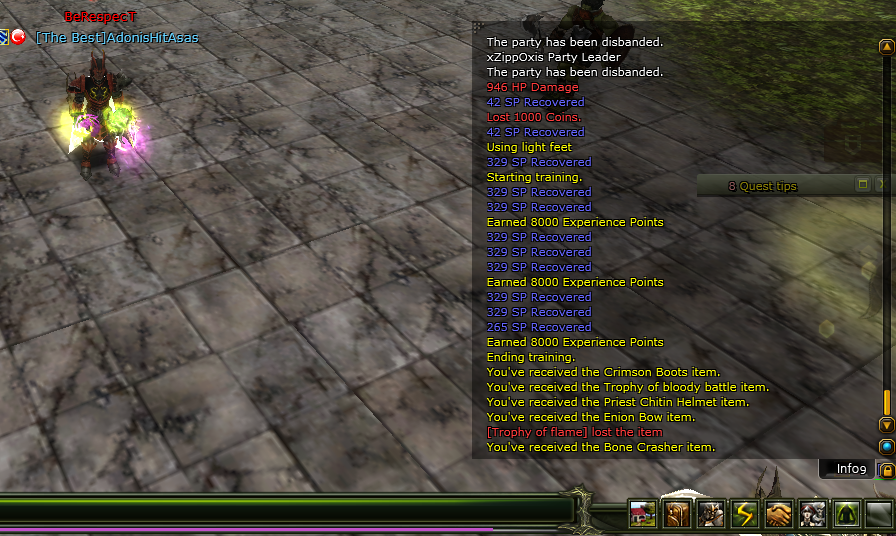 BeRespecT
[The Best]AdonisHitAsas
The party has been disbanded.
xZippOxis Party Leader
The party has been disbanded.
946 HP Damage
42 SP Recovered
Lost 1000 Coins.
42 SP Recovered
Using light feet
329 SP Recovered
Starting training.
329 SP Recovered
329 SP Recovered
Earned 8000 Experience Points
329 SP Recovered
329 SP Recovered
329 SP Recovered
Earned 8000 Experience Points
329 SP Recovered
329 SP Recovered
265 SP Recovered
Earned 8000 Experience Points
Ending training.
You've received the Crimson Boots item.
You've received the Trophy of bloody battle item.
You've received the Priest Chitin Helmet item.
You've received the Enion Bow item.
[Trophy of flame] lost the item
You've received the Bone Crasher item.
8 Quest tips
Info9